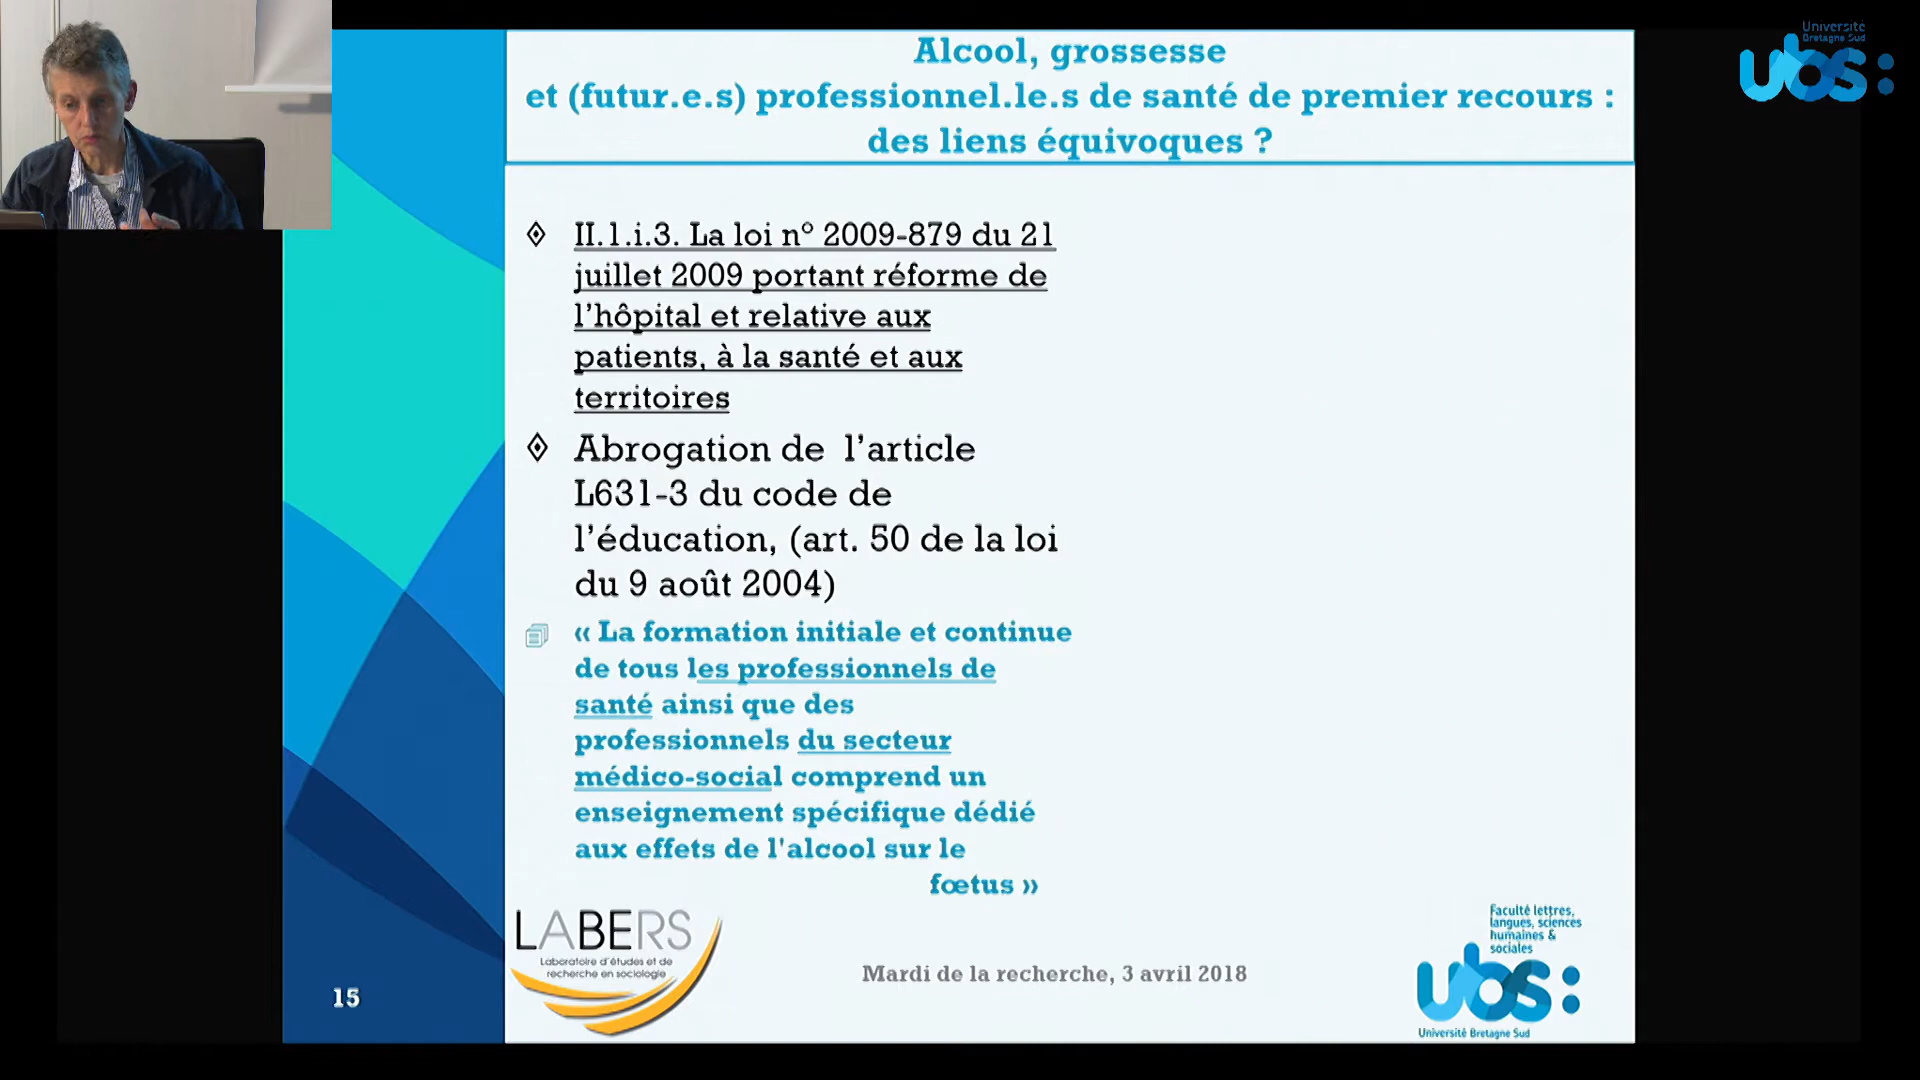 Université
Bretagne Sud
ubs:
Alcool, grossesse
et (futur.e.s) professionnel.le.s de santé de premier recours :
des liens équivoques ?
II.1.i.3. La loi n° 2009-879 du 21
juillet 2009 portant réforme de
l’hôpital et relative aux
patients, à la santé et aux
territoires
Abrogation de l’article
L631-3 du code de
l’éducation, (art. 50 de la loi
du 9 août 2004)
« La formation initiale et continue
de tous les professionnels de
santé ainsi que des
professionnels du secteur
médico-social comprend un
enseignement spécifique dédié
aux effets de l'alcool sur le
fœtus »
LABERS
Laboratoire d'études et de
recherche en sociologie
Mardi de la recherche, 3 avril 2018
Faculté lettres,
langues, sciences
humaines &
sociales
ubs:
Université Bretagne Sud
15